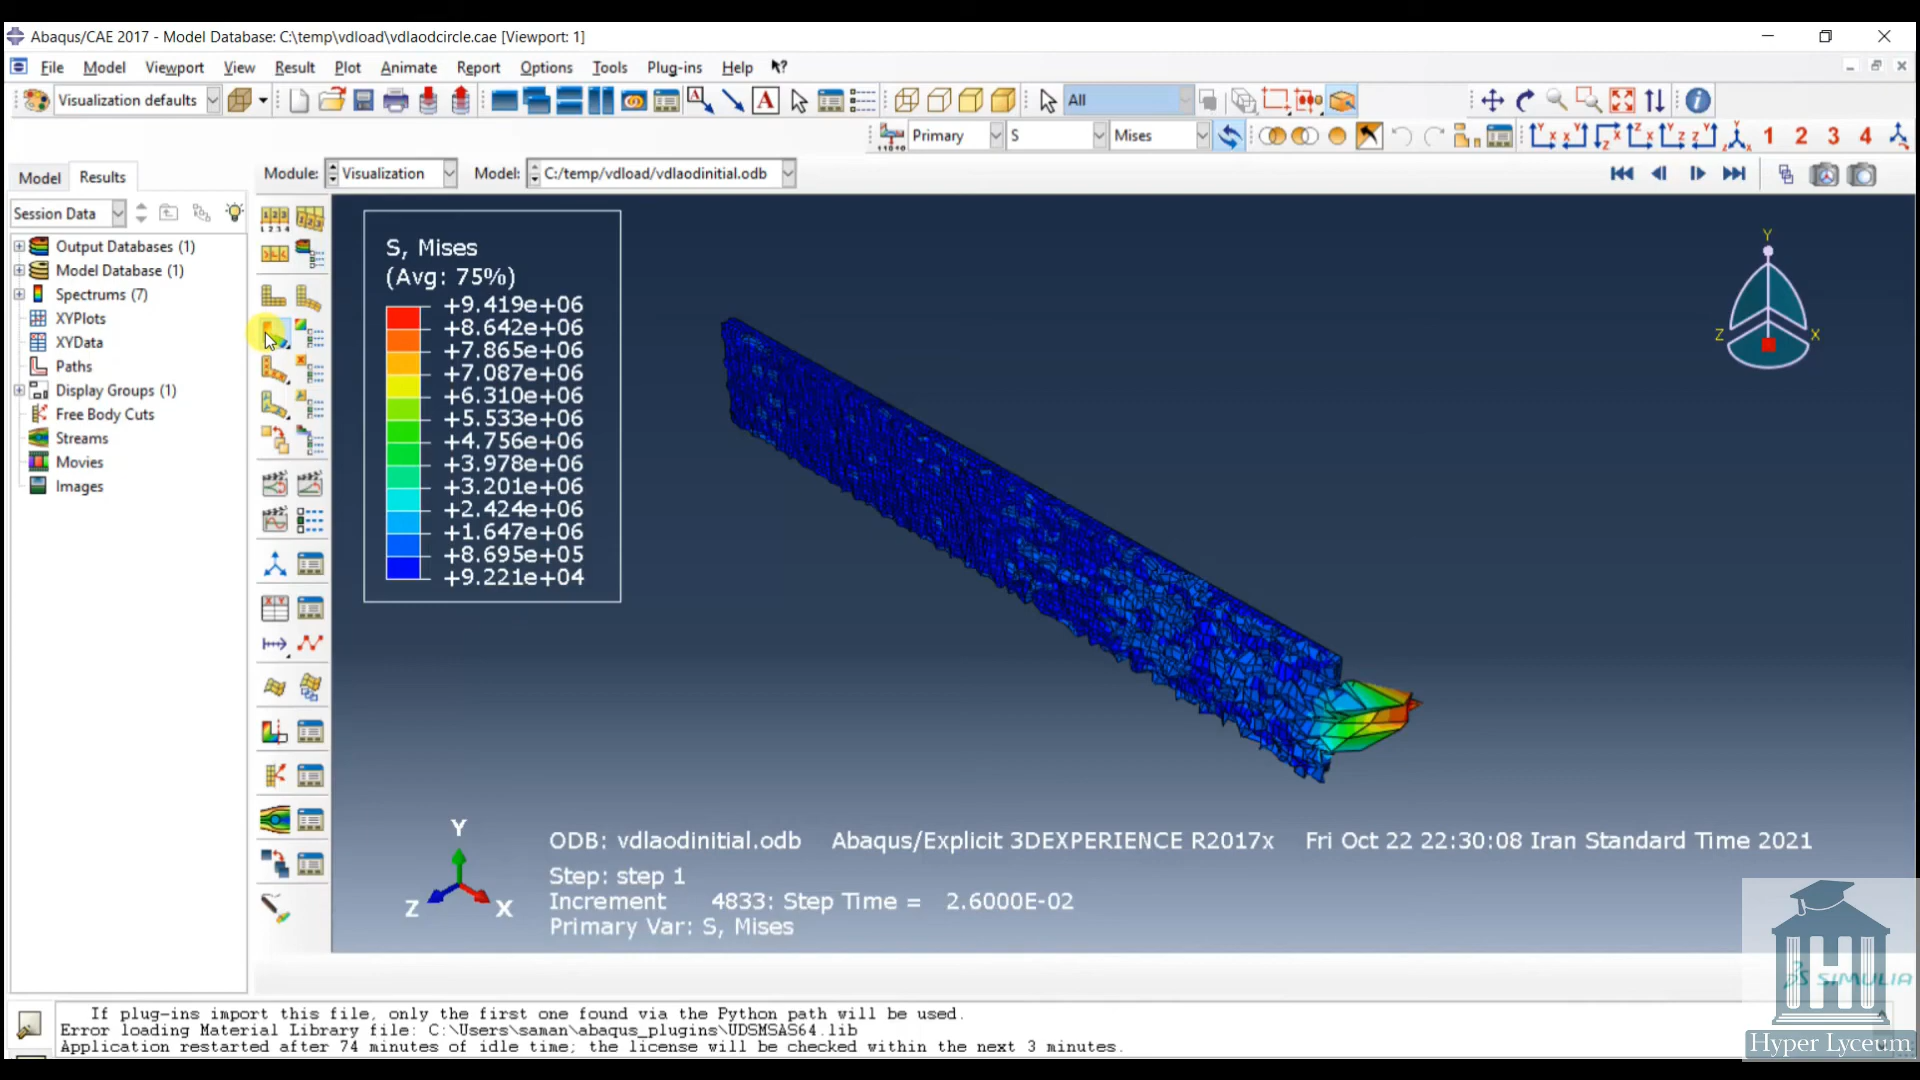 Abaqus/CAE 2017 - Model Database: C:\temp\vdload\vdlaodcircle.cae [Viewport: 1]
File Model Viewport View Result Plot Animate Report Options Tools Plug-ins Help
Visualization defaults All
Primary S Mises 1 2 3 4
Model Results Module: Visualization Model: C:/temp/vdload/vdlaodinitial.odb
Session Data
Output Databases (1)
Model Database (1)
Spectrums (7)
XYPlots
XYData
Paths
Display Groups (1)
Free Body Cuts
Streams
Movies
Images
S, Mises
(Avg: 75%)
+9.419e+06
+8.642e+06
+7.865e+06
+7.087e+06
+6.310e+06
+5.533e+06
+4.756e+06
+3.978e+06
+3.201e+06
+2.424e+06
+1.647e+06
+8.695e+05
+9.221e+04
Y
Z X
Y
Z X
ODB: vdlaodinitial.odb Abaqus/Explicit 3DEXPERIENCE R2017x Fri Oct 22 22:30:08 Iran Standard Time 2021
Step: step 1
Increment 4833: Step Time = 2.6000E-02
Primary Var: S, Mises
SIMULIA
Hyper Lyceum
If plug-ins import this file, only the first one found via the Python path will be used.
Error loading Material Library file: C:\Users\saman\abaqus_plugins\UDSMSAS64.lib
Application restarted after 74 minutes of idle time; the license will be checked within the next 3 minutes.